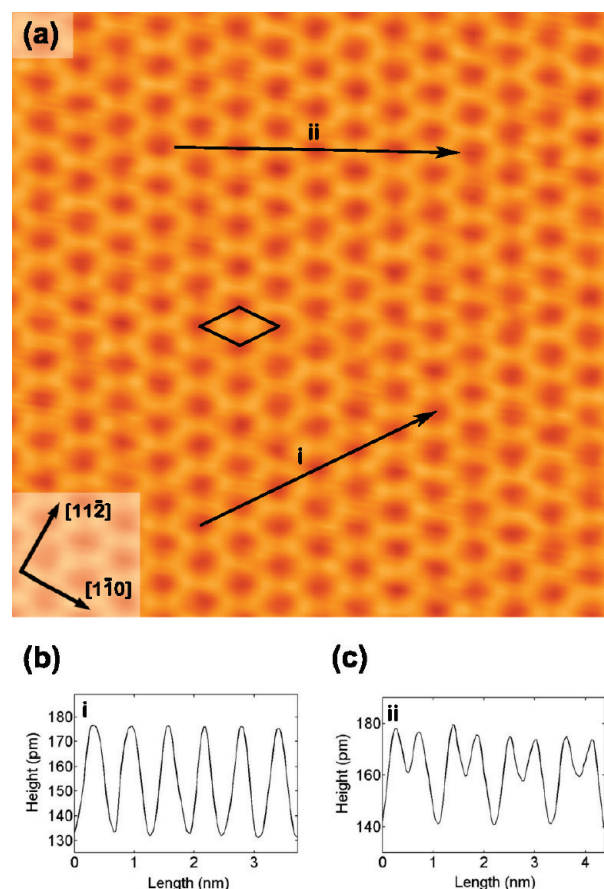 (a)
ii
i
[112̄]
[11̄0]
(b)
(c)
i
180
170
160
150
140
130
Height (pm)
0
1
2
3
Length (nm)
ii
180
160
140
Height (pm)
0
1
2
3
4
Length (nm)